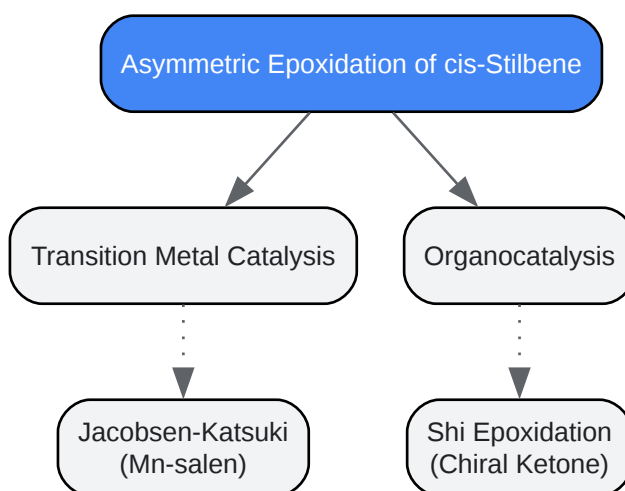 Asymmetric Epoxidation of cis-Stilbene
Transition Metal Catalysis
Organocatalysis
Jacobsen-Katsuki
(Mn-salen)
Shi Epoxidation
(Chiral Ketone)